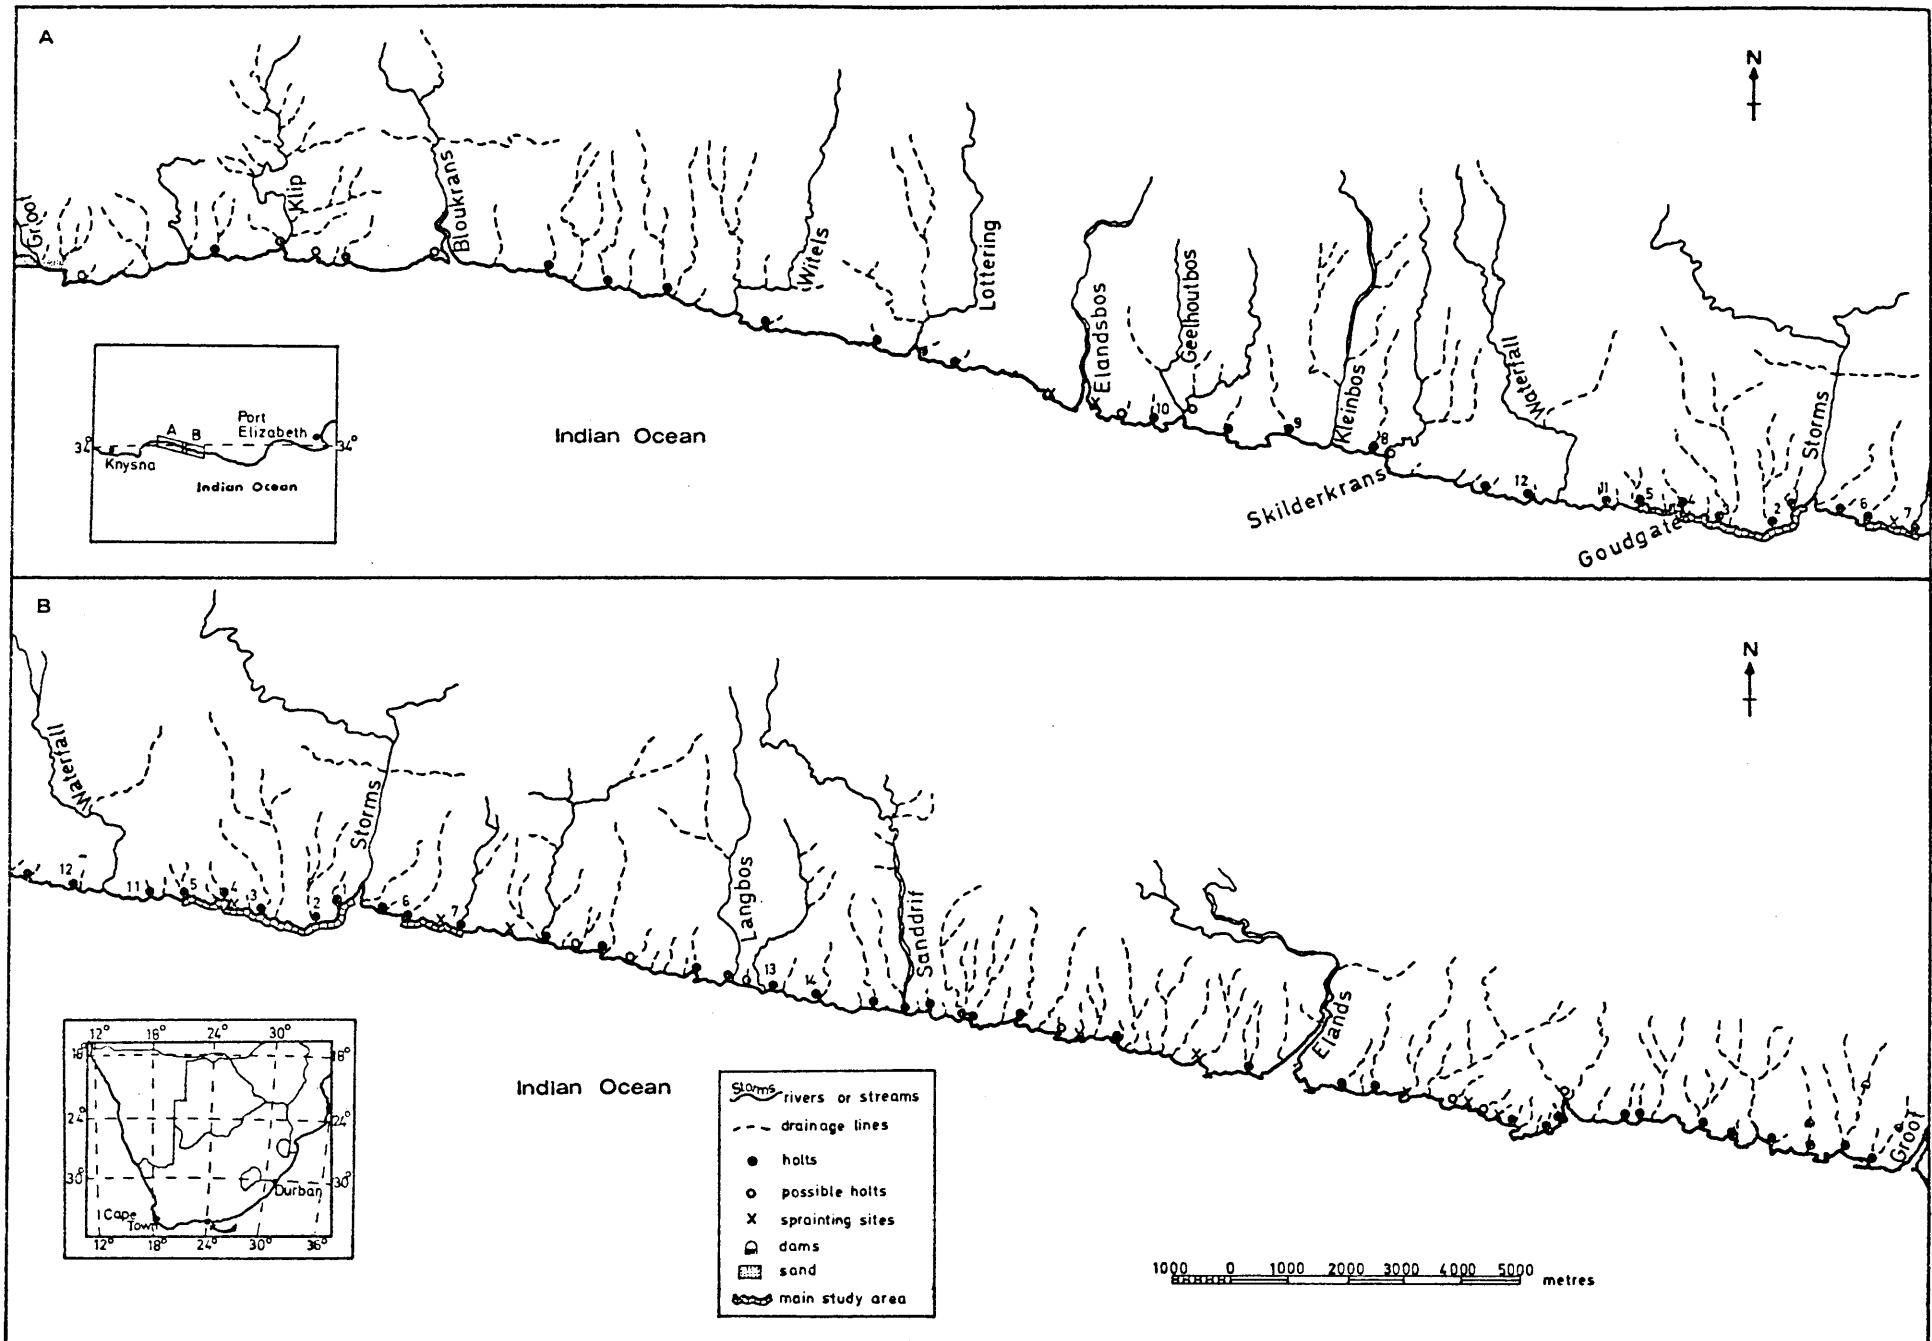 A
N
Groot
Klip
Bloukrans
Witels
Lottering
Elandsbos
Geelhoutbos
Kleinbos
Waterfall
Storms
10
9
8
12
11
5
4
3
2
6
7
Skilderkrans
Goudgate
Indian Ocean
A
B
Port
Elizabeth
34°
34°
Knysna
Indian Ocean
B
N
Waterfall
Storms
Langbos
Sanddrif
Elands
Groot
12
11
5
4
3
2
6
7
13
14
Indian Ocean
12° 18° 24° 30°
18° 18°
24° 24°
30° 30°
Durban
Cape
Town
12° 18° 24° 30° 36°
Storms
rivers or streams
drainage lines
holts
possible holts
sprainting sites
dams
sand
main study area
1000 0 1000 2000 3000 4000 5000 metres